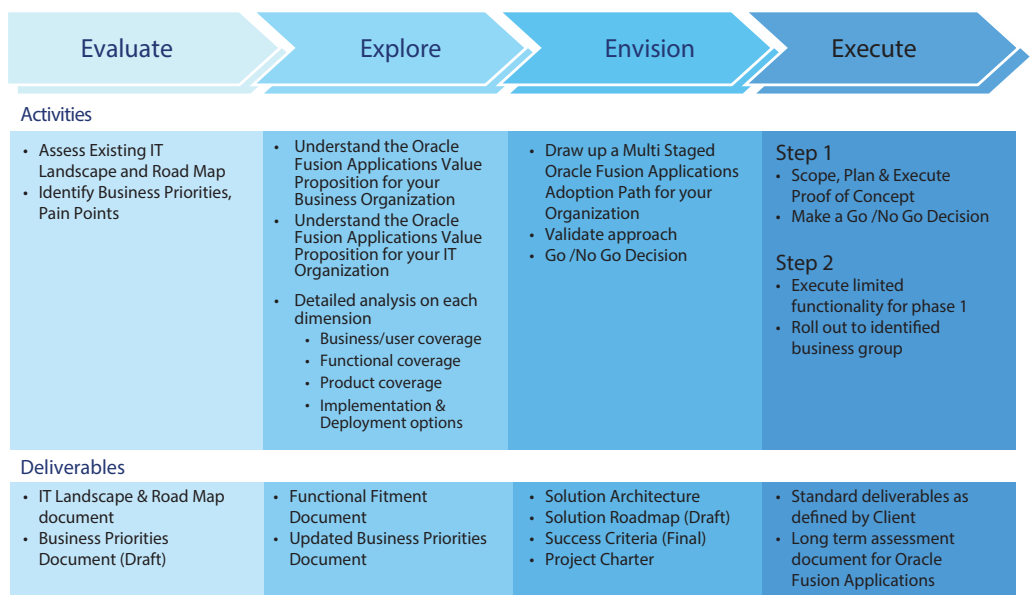 Evaluate
Explore
Envision
Execute
Activities
• Assess Existing IT
Landscape and Road Map
• Identify Business Priorities,
Pain Points
• Understand the Oracle
Fusion Applications Value
Proposition for your
Business Organization
• Understand the Oracle
Fusion Applications Value
Proposition for your IT
Organization
• Detailed analysis on each
dimension
• Business/user coverage
• Functional coverage
• Product coverage
• Implementation &
Deployment options
• Draw up a Multi Staged
Oracle Fusion Applications
Adoption Path for your
Organization
• Validate approach
• Go /No Go Decision
Step 1
• Scope, Plan & Execute
Proof of Concept
• Make a Go /No Go Decision
Step 2
• Execute limited
functionality for phase 1
• Roll out to identified
business group
Deliverables
• IT Landscape & Road Map
document
• Business Priorities
Document (Draft)
• Functional Fitment
Document
• Updated Business Priorities
Document
• Solution Architecture
• Solution Roadmap (Draft)
• Success Criteria (Final)
• Project Charter
• Standard deliverables as
defined by Client
• Long term assessment
document for Oracle
Fusion Applications